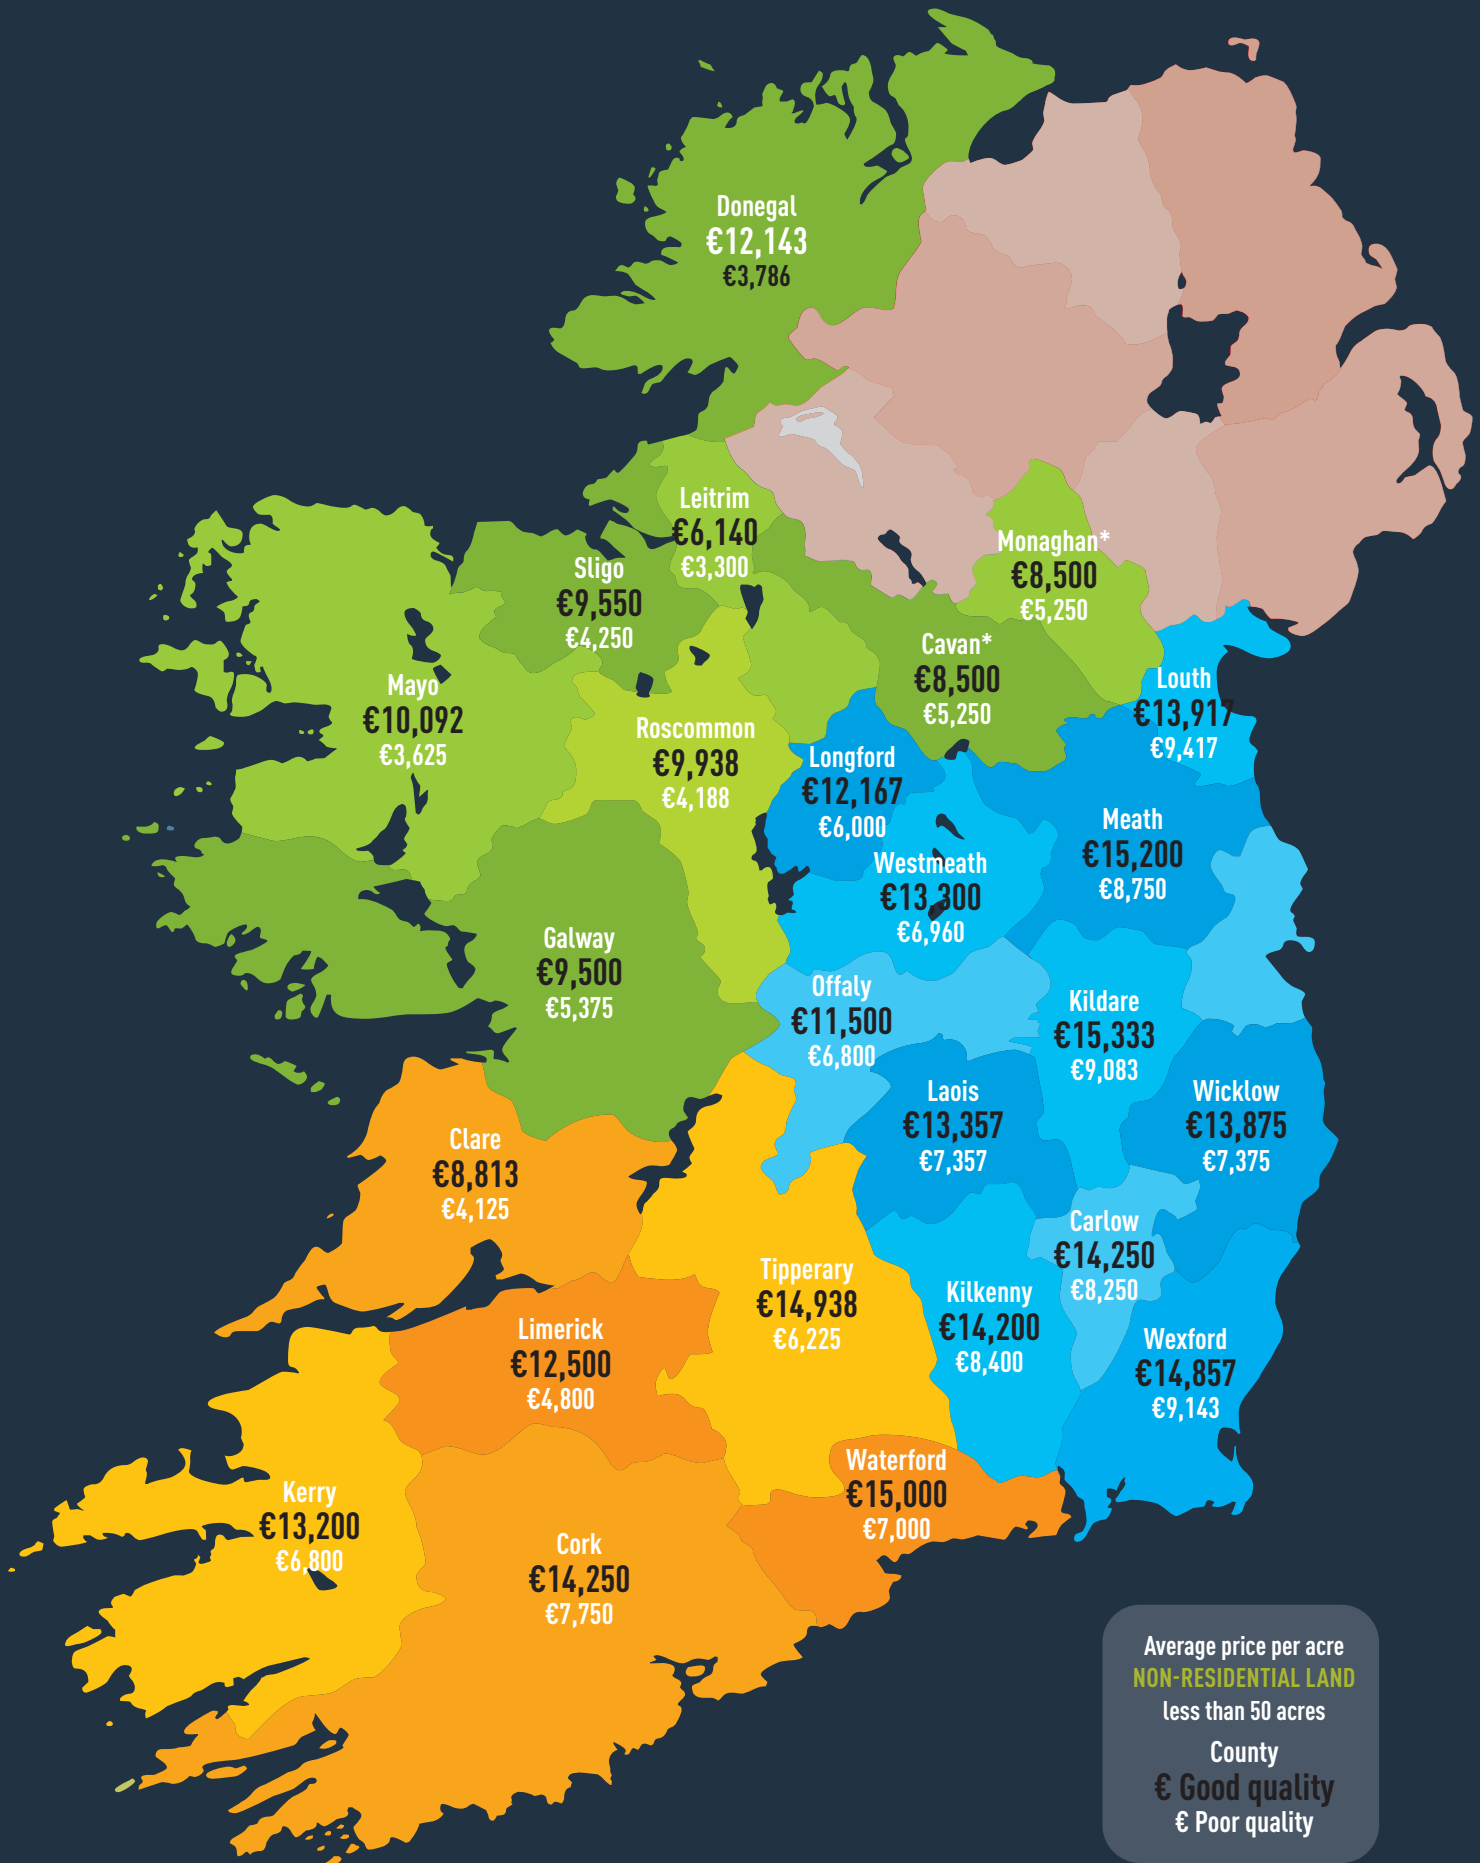 Donegal
€12,143
€3,786
Leitrim
€6,140
€3,300
Monaghan*
€8,500
€5,250
Sligo
€9,550
€4,250
Cavan*
€8,500
€5,250
Louth
€13,917
€9,417
Mayo
€10,092
€3,625
Roscommon
€9,938
€4,188
Longford
€12,167
€6,000
Meath
€15,200
€8,750
Westmeath
€13,300
€6,960
Galway
€9,500
€5,375
Offaly
€11,500
€6,800
Kildare
€15,333
€9,083
Laois
€13,357
€7,357
Wicklow
€13,875
€7,375
Clare
€8,813
€4,125
Carlow
€14,250
€8,250
Tipperary
€14,938
€6,225
Kilkenny
€14,200
€8,400
Limerick
€12,500
€4,800
Wexford
€14,857
€9,143
Waterford
€15,000
€7,000
Kerry
€13,200
€6,800
Cork
€14,250
€7,750
Average price per acre
NON-RESIDENTIAL LAND
less than 50 acres
County
€ Good quality
€ Poor quality